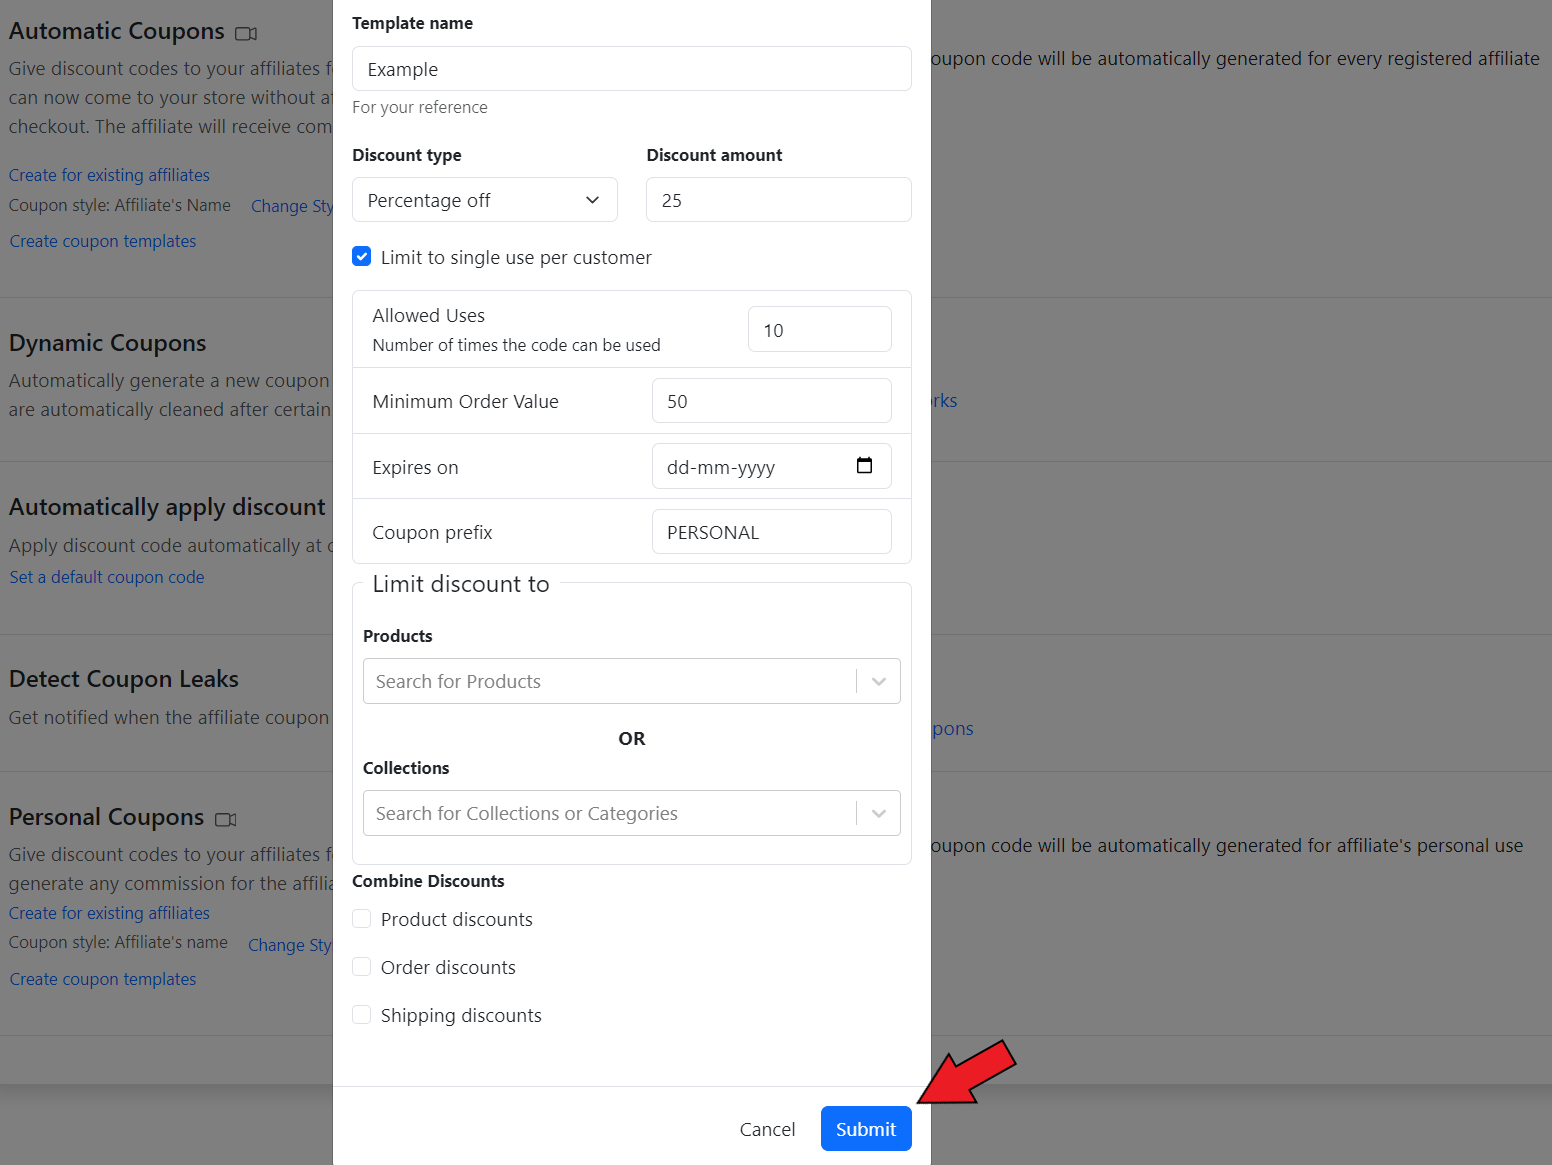 Automatic Coupons
Give discount codes to your affiliates
can now come to your store without
checkout. The affiliate will receive
Create for existing affiliates
Coupon style: Affiliate's Name Change
Create coupon templates
Dynamic Coupons
Automatically generate a new coupon
are automatically cleaned after certain
Automatically apply discount
Apply discount code automatically at
Set a default coupon code
Detect Coupon Leaks
Get notified when the affiliate coupon
Personal Coupons
Give discount codes to your affiliates
generate any commission for the
Create for existing affiliates
Coupon style: Affiliate's name Change
Create coupon templates
Template name
Example
For your reference
Discount type Discount amount
Percentage off 25
Limit to single use per customer
Allowed Uses
Number of times the code can be used
10
Minimum Order Value 50
Expires on dd-mm-yyyy
Coupon prefix PERSONAL
Limit discount to
Products
Search for Products
OR
Collections
Search for Collections or Categories
Combine Discounts
Product discounts
Order discounts
Shipping discounts
Cancel Submit
oupon code will be automatically generated for every registered affiliate
rks
pons
oupon code will be automatically generated for affiliate's personal use